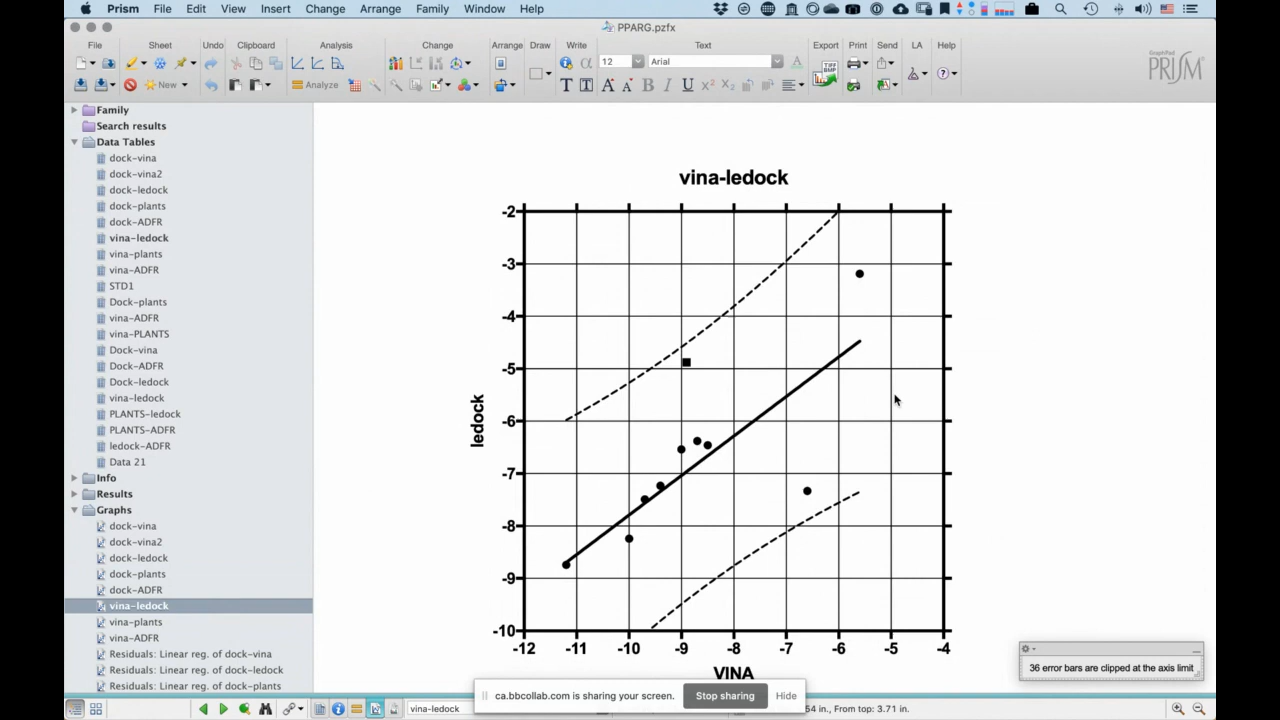 Prism File Edit View Insert Change Arrange Family Window Help
PPARG.pzfx
File Sheet Undo Clipboard Analysis Change Arrange Draw Write Text Export Print Send LA Help
12 Arial
TIFF
BMP
GraphPad
PRISM
New Analyze
Family
Search results
Data Tables
dock-vina
dock-vina2
dock-ledock
dock-plants
dock-ADFR
vina-ledock
vina-plants
vina-ADFR
STD1
Dock-plants
vina-ADFR
vina-PLANTS
Dock-vina
Dock-ADFR
Dock-ledock
vina-ledock
PLANTS-ledock
PLANTS-ADFR
ledock-ADFR
Data 21
Info
Results
Graphs
dock-vina
dock-vina2
dock-ledock
dock-plants
dock-ADFR
vina-ledock
vina-plants
vina-ADFR
Residuals: Linear reg. of dock-vina
Residuals: Linear reg. of dock-ledock
Residuals: Linear reg. of dock-plants
vina-ledock
-2
-3
-4
-5
-6
-7
-8
-9
-10
ledock
-12 -11 -10 -9 -8 -7 -6 -5 -4
VINA
36 error bars are clipped at the axis limit
ca.bbcollab.com is sharing your screen. Stop sharing Hide
vina-ledock
54 in., From top: 3.71 in.